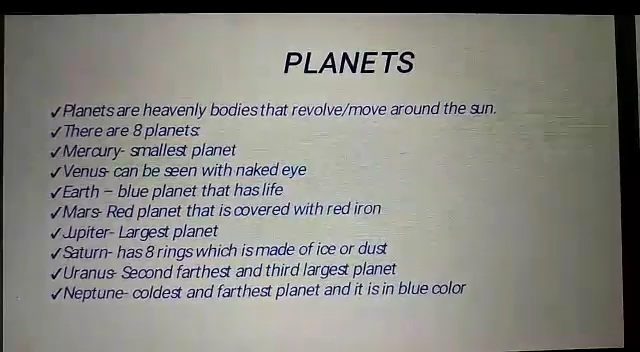 PLANETS
✓Planets are heavenly bodies that revolve/move around the sun.
✓There are 8 planets:
✓Mercury- smallest planet
✓Venus- can be seen with naked eye
✓Earth – blue planet that has life
✓Mars- Red planet that is covered with red iron
✓Jupiter- Largest planet
✓Saturn- has 8 rings which is made of ice or dust
✓Uranus- Second farthest and third largest planet
✓Neptune- coldest and farthest planet and it is in blue color